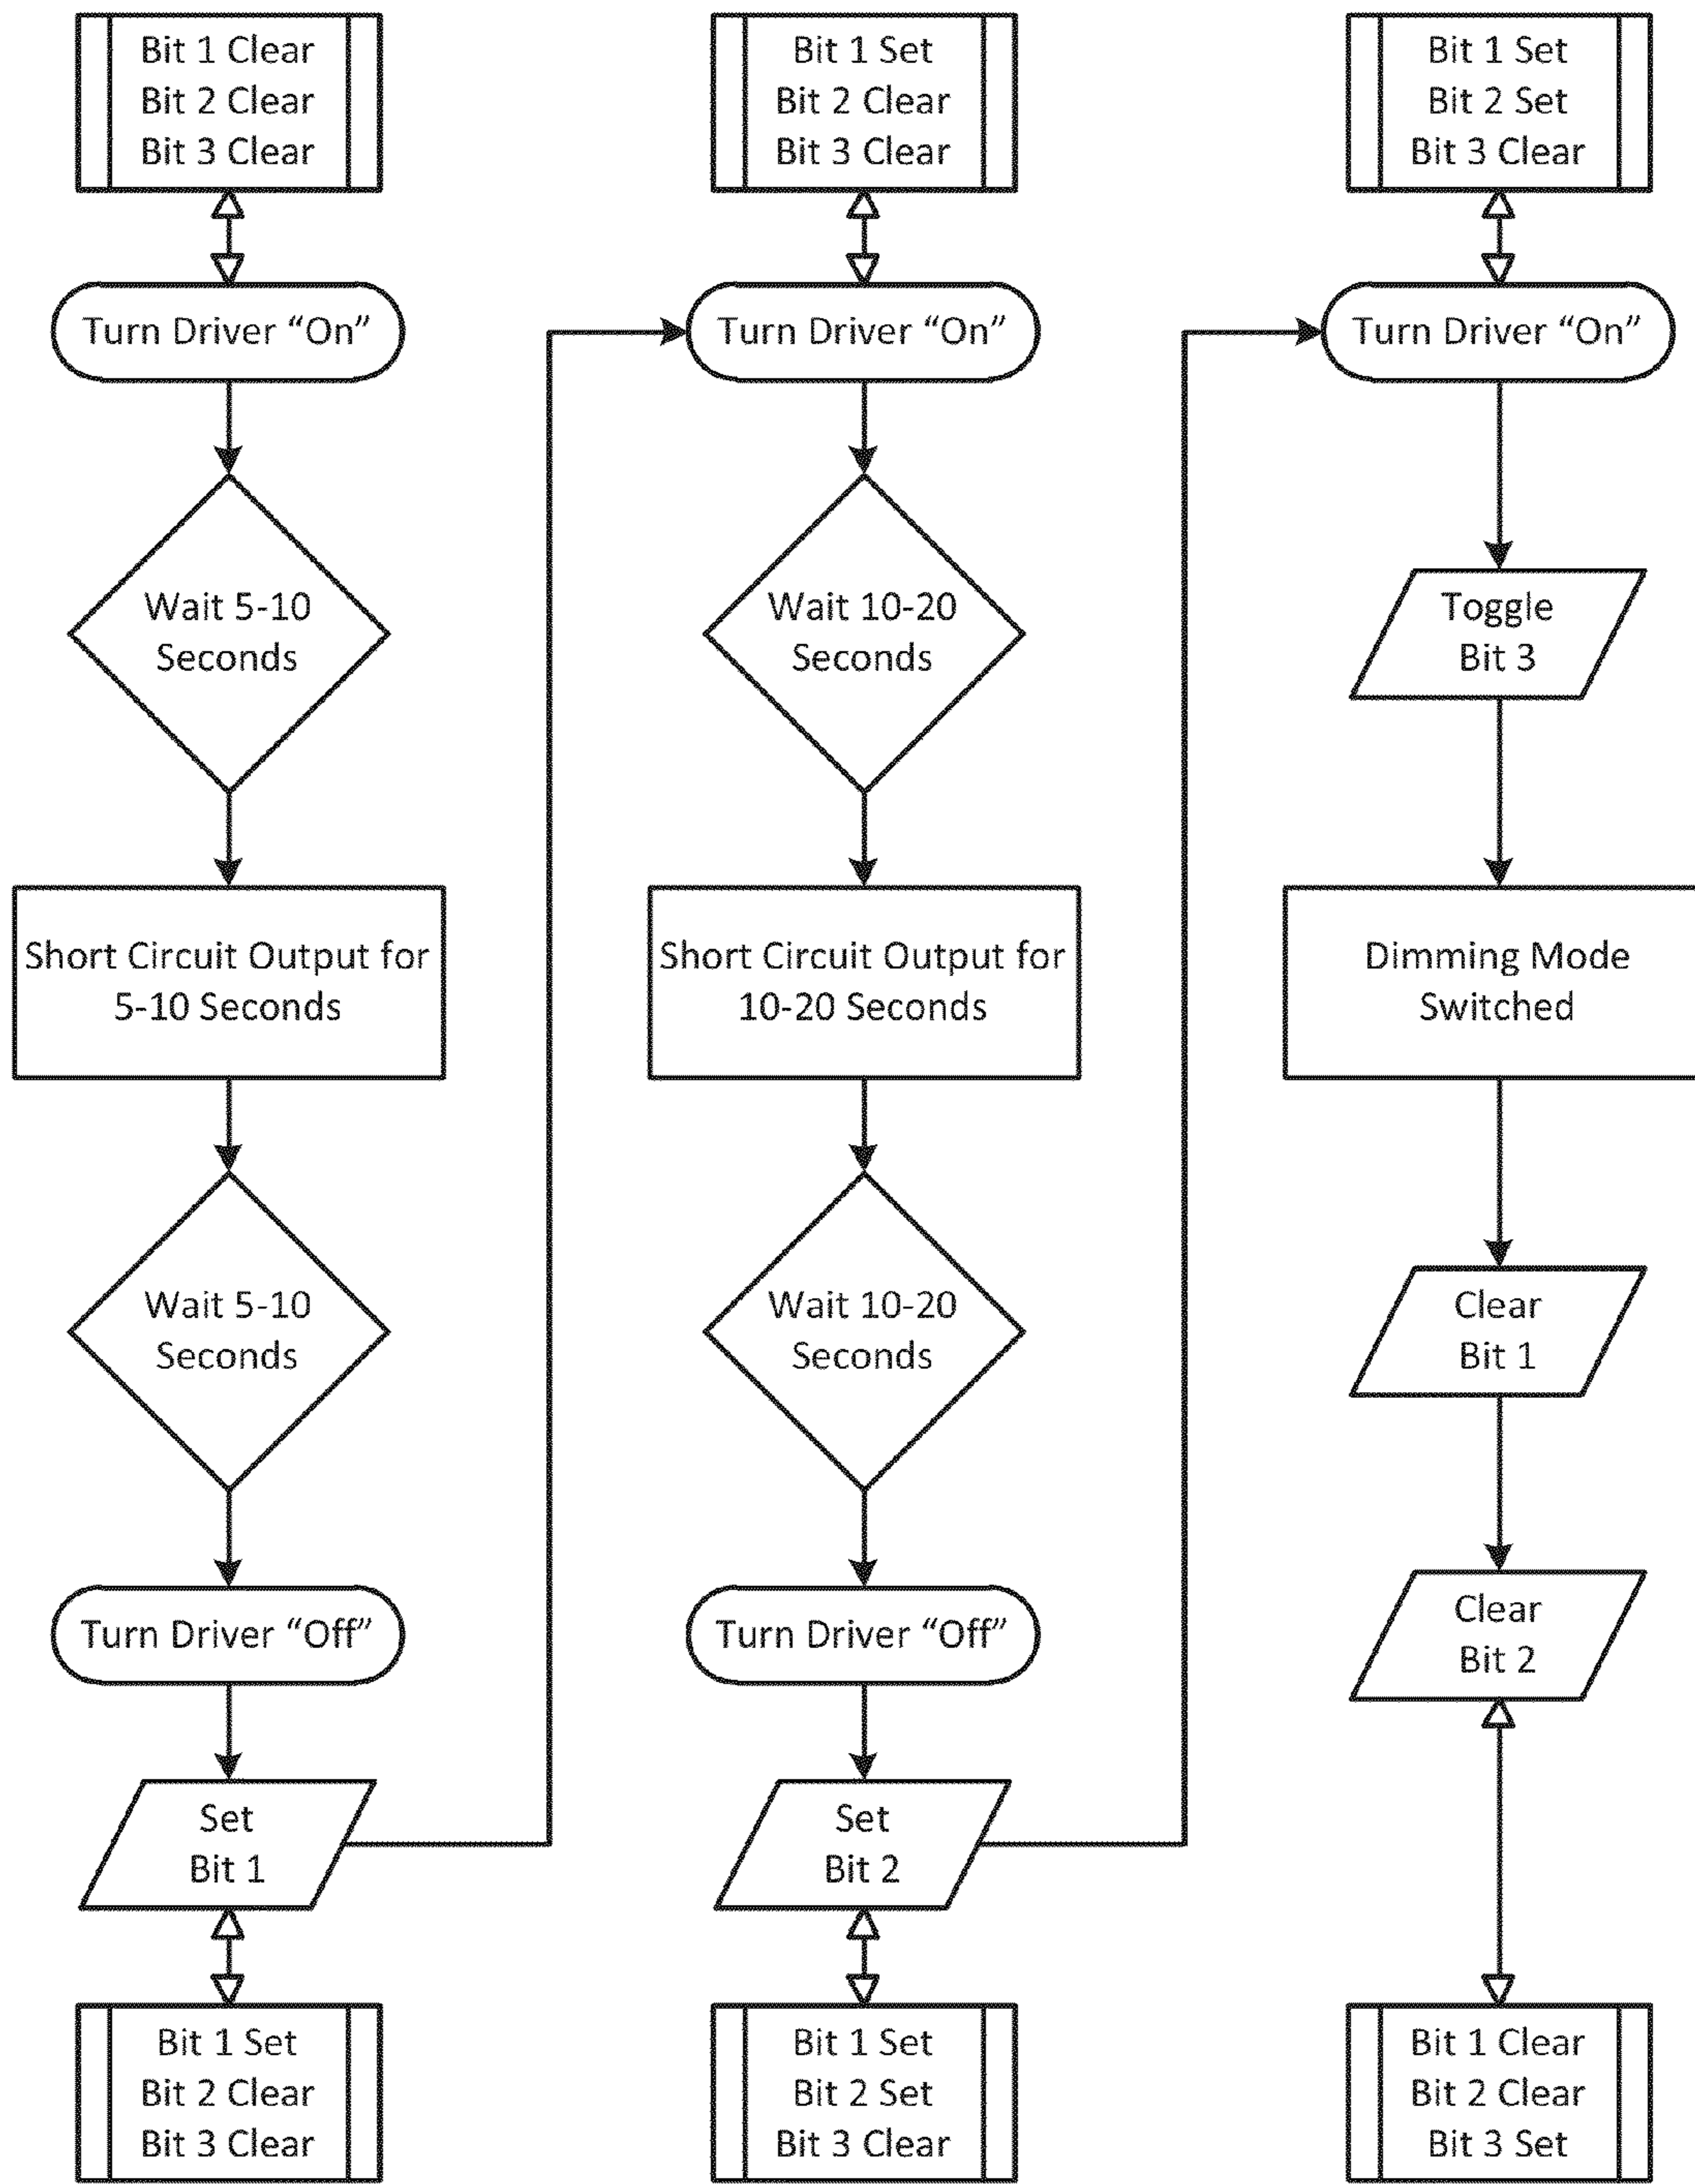 Bit 1 Clear
Bit 2 Clear
Bit 3 Clear
Turn Driver “On”
Wait 5-10
Seconds
Short Circuit Output for
5-10 Seconds
Wait 5-10
Seconds
Turn Driver “Off”
Set
Bit 1
Bit 1 Set
Bit 2 Clear
Bit 3 Clear
Bit 1 Set
Bit 2 Clear
Bit 3 Clear
Turn Driver “On”
Wait 10-20
Seconds
Short Circuit Output for
10-20 Seconds
Wait 10-20
Seconds
Turn Driver “Off”
Set
Bit 2
Bit 1 Set
Bit 2 Set
Bit 3 Clear
Bit 1 Set
Bit 2 Set
Bit 3 Clear
Turn Driver “On”
Toggle
Bit 3
Dimming Mode
Switched
Clear
Bit 1
Clear
Bit 2
Bit 1 Clear
Bit 2 Clear
Bit 3 Set